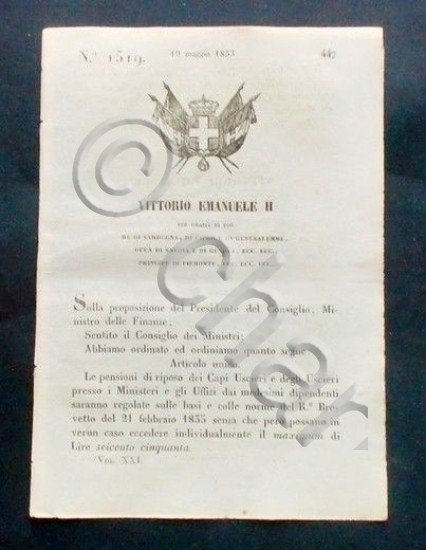 N.° 1519.
19 maggio 1853
447
VITTORIO EMANUELE II
PER GRAZIA DI DIO
RE DI SARDEGNA, DI CIPRO E DI GERUSALEMME,
DUCA DI SAVOIA E DI GENOVA, ECC. ECC.
PRINCIPE DI PIEMONTE, ECC. ECC. ECC.
Sulla proposizione del Presidente del Consiglio, Mi-
nistro delle Finanze;
Sentito il Consiglio dei Ministri;
Abbiamo ordinato ed ordiniamo quanto segue
Articolo unico.
Le pensioni di riposo dei Capi Uscieri e degli Uscieri
presso i Ministeri e gli Uffizi dai medesimi dipendenti
saranno regolate sulle basi e colle norme del R.° Bre-
vetto del 21 febbraio 1835 senza che però possano in
verun caso eccedere individualmente il maximum di
Lire seicento cinquanta.
Vol. XXI
© char